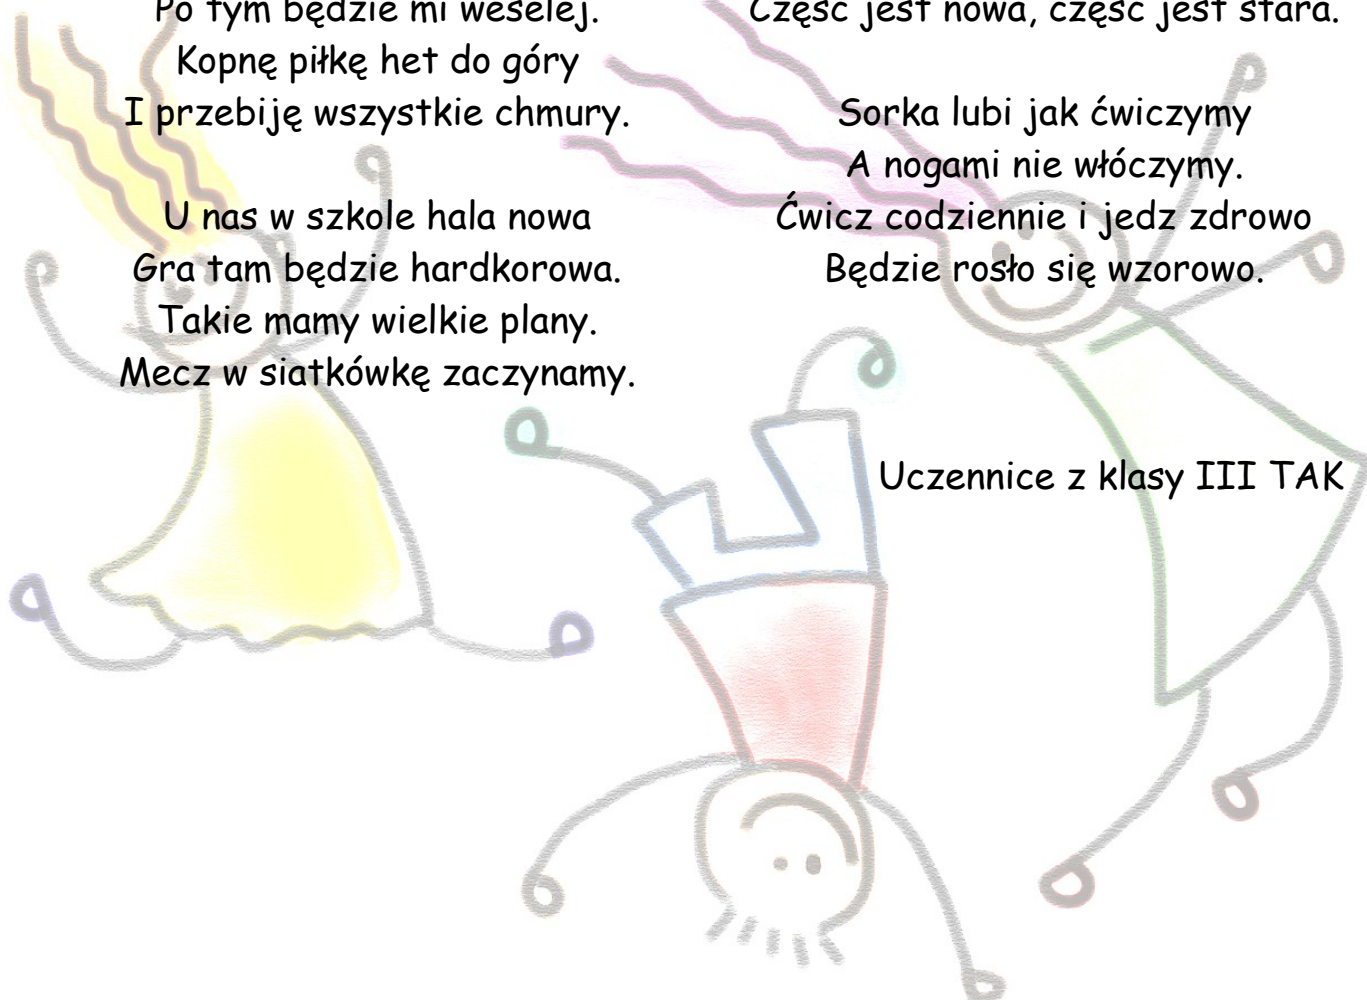 Po tym będzie mi weselej.
Kopnę piłkę het do góry
I przebiję wszystkie chmury.
U nas w szkole hala nowa
Gra tam będzie hardkorowa.
Takie mamy wielkie plany.
Mecz w siatkówkę zaczynamy.
Część jest nowa, część jest stara.
Sorka lubi jak ćwiczymy
A nogami nie włóczymy.
Ćwicz codziennie i jedz zdrowo
Będzie rosło się wzorowo.
Uczennice z klasy III TAK